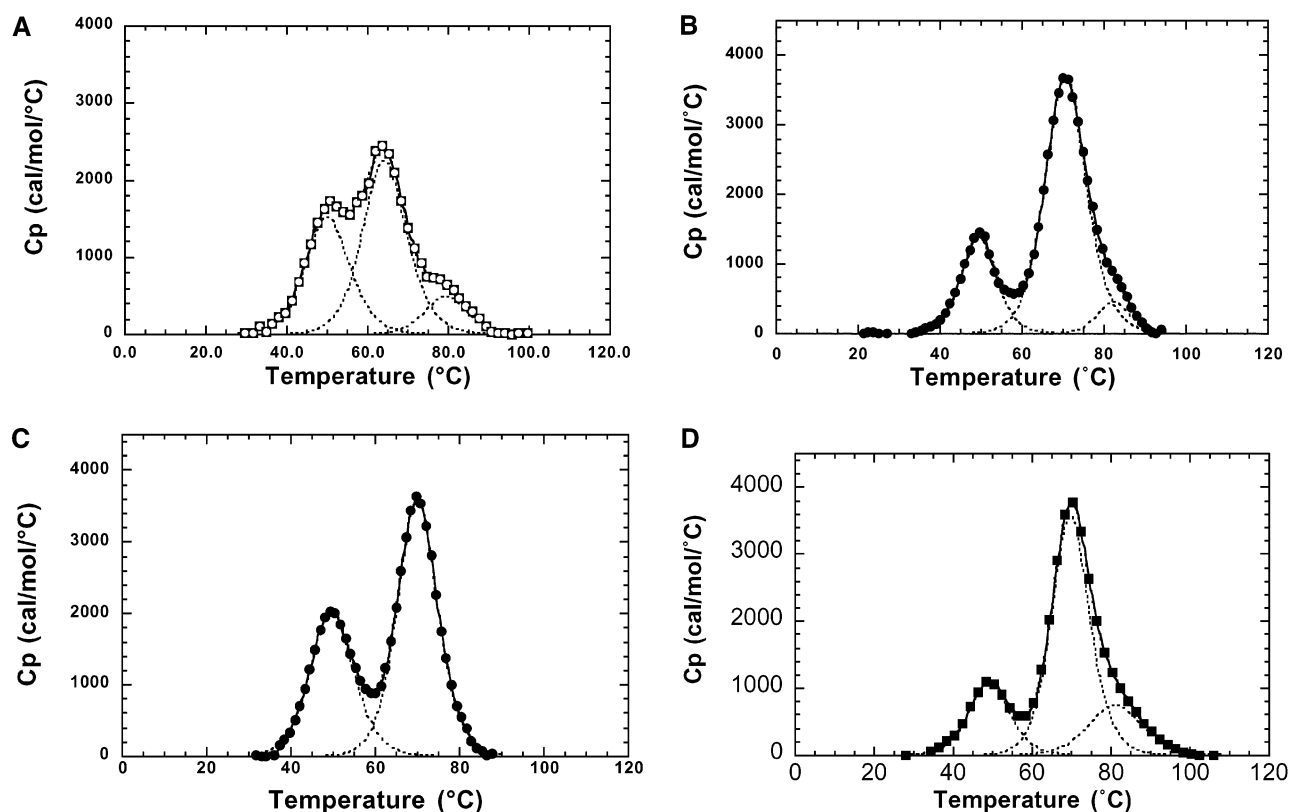 A
4000
3000
2000
1000
0
Cp (cal/mol/°C)
0.0 20.0 40.0 60.0 80.0 100.0 120.0
Temperature (°C)
B
4000
3000
2000
1000
0
Cp (cal/mol/˚C)
0 20 40 60 80 100 120
Temperature (˚C)
C
4000
3000
2000
1000
0
Cp (cal/mol/°C)
0 20 40 60 80 100 120
Temperature (°C)
D
4000
3000
2000
1000
0
Cp (cal/mol/˚C)
0 20 40 60 80 100 120
Temperature (˚C)